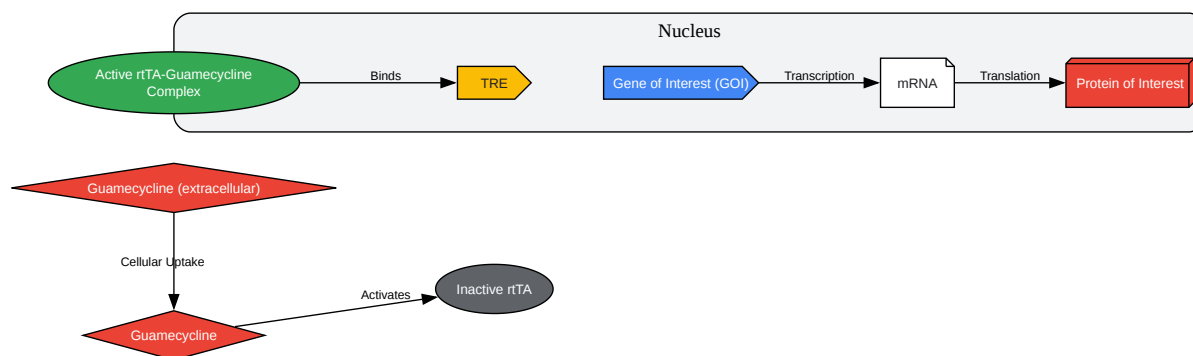 Nucleus
Active rtTA-Guamecycline
Complex
Binds
TRE
Gene of Interest (GOI)
Transcription
mRNA
Translation
Protein of Interest
Guamecycline (extracellular)
Cellular Uptake
Activates
Inactive rtTA
Guamecycline